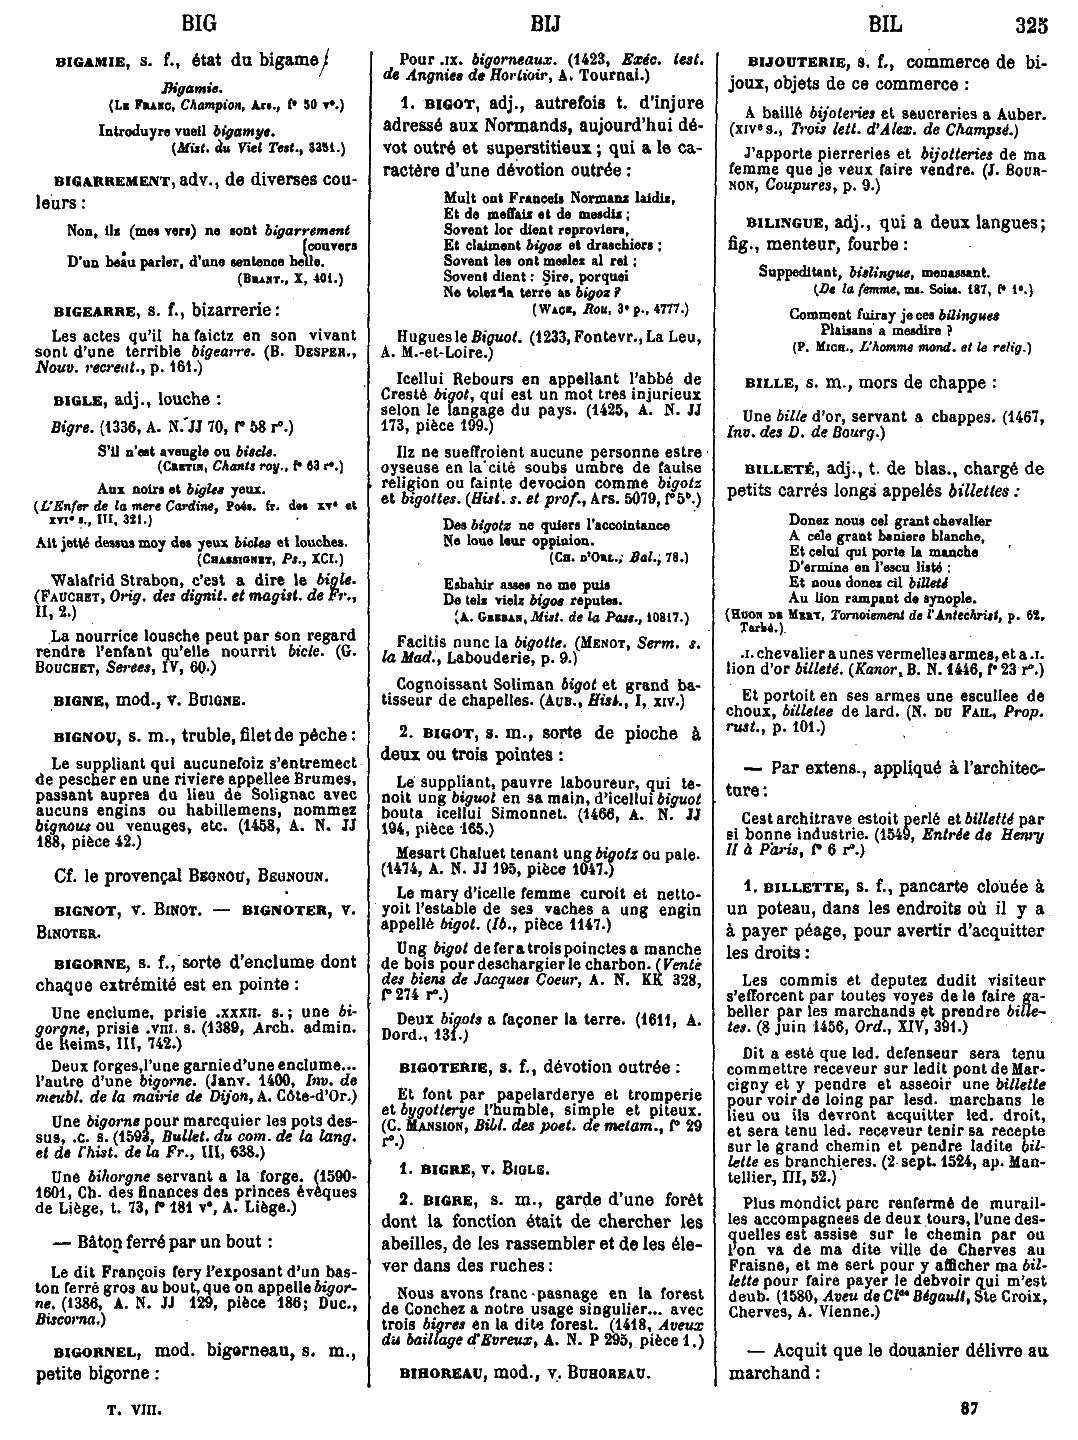 BIG
BIJ
BIL
325
BIGAMIE, s. f., état du bigame
Bigamie.
(LE FRANC, Champion, Ars., f° 50 v°.)
Introduyre vueil bigamye.
(Mist. du Viel Test., 3351.)
BIGARREMENT, adv., de diverses cou-
leurs :
Non, ilz (mes vers) ne sont bigarrement
[couvers
D'un beau parler, d'une sentence belle.
(BRANT., X, 401.)
BIGEARRE, s. f., bizarrerie :
Les actes qu'il ha faictz en son vivant
sont d'une terrible bigearre. (B. DESPER.,
Nouv. recreat., p. 161.)
BIGLE, adj., louche :
Bigre. (1336, A. N. JJ 70, f° 58 r°.)
S'il n'est aveugle ou biscle.
(CRETIN, Chants roy., f° 63 r°.)
Aux noirs et bigles yeux.
(L'Enfer de la mere Cardine, Poés. fr. des XV° et
XVI° s., III, 321.)
Ait jetté dessus moy des yeux bicles et louches.
(CHASSIGNET, Ps., XCI.)
Walafrid Strabon, c'est a dire le bigle.
(FAUCHET, Orig. des dignit. et magist. de Fr.,
II, 2.)
La nourrice lousche peut par son regard
rendre l'enfant qu'elle nourrit bicle. (G.
BOUCHET, Serees, IV, 60.)
BIGNE, mod., v. BUIGNE.
BIGNOU, s. m., truble, filet de pêche :
Le suppliant qui aucunefoiz s'entremect
de pescher en une riviere appellee Brumes,
passant aupres du lieu de Solignac avec
aucuns engins ou habillemens, nommez
bignous ou venuges, etc. (1458, A. N. JJ
188, pièce 42.)
Cf. le provençal BEGNOU, BEGNOUN.
BIGNOT, v. BINOT. — BIGNOTER, v.
BINOTER.
BIGORNE, s. f., sorte d'enclume dont
chaque extrémité est en pointe :
Une enclume, prisie .XXXII. s. ; une bi-
gorgne, prisie .VIII. s. (1389, Arch. admin.
de Reims, III, 742.)
Deux forges, l'une garnie d'une enclume...
l'autre d'une bigorne. (Janv. 1400, Inv. de
meubl. de la mairie de Dijon, A. Côte-d'Or.)
Une bigorne pour marcquier les pots des-
sus, .C. s. (1593, Bullet. du com. de la lang.
et de l'hist. de la Fr., III, 638.)
Une bihorgne servant a la forge. (1590-
1601, Ch. des finances des princes évêques
de Liège, t. 73, f° 181 v°, A. Liège.)
— Bâton ferré par un bout :
Le dit François fery l'exposant d'un bas-
ton ferré gros au bout, que on appelle bigor-
ne. (1386, A. N. JJ 129, pièce 186; Duc.,
Biscorna.)
BIGORNEL, mod. bigorneau, s. m.,
petite bigorne :
Pour .IX. bigorneaux. (1423, Exéc. test.
de Angnies de Hortioir, A. Tournai.)
1. BIGOT, adj., autrefois t. d'injure
adressé aux Normands, aujourd'hui dé-
vot outré et superstitieux ; qui a le ca-
ractère d'une dévotion outrée :
Mult ont Franceis Normanz laidiz,
Et de meffaiz et de mesdiz ;
Sovent lor dient reproviers,
Et claiment bigoz et draschiers ;
Sovent les ont meslez al rei ;
Sovent dient : Sire, porquei
Ne tolez la terre as bigoz ?
(WACE, Rou, 3° p., 4777.)
Hugues le Biguot. (1233, Fontevr., La Leu,
A. M.-et-Loire.)
Icellui Rebours en appellant l'abbé de
Cresté bigot, qui est un mot tres injurieux
selon le langage du pays. (1425, A. N. JJ
173, pièce 199.)
Ilz ne sueffroient aucune personne estre
oyseuse en la cité soubs umbre de faulse
religion ou fainte devocion comme bigotz
et bigottes. (Hist. s. et prof., Ars. 5079, f° 5ᵇ.)
Des bigotz ne quiers l'accointance
Ne loue leur oppinion.
(CH. D'ORL., Bal., 78.)
Esbahir asses ne me puis
De telz vielz bigos reputes.
(A. GREBAN, Mist. de la Pass., 10817.)
Facitis nunc la bigotte. (MENOT, Serm. s.
la Mad., Labouderie, p. 9.)
Cognoissant Soliman bigot et grand ba-
tisseur de chapelles. (AUB., Hist., I, XIV.)
2. BIGOT, s. m., sorte de pioche à
deux ou trois pointes :
Le suppliant, pauvre laboureur, qui te-
noit ung biguot en sa main, d'icellui biguot
bouta icellui Simonnet. (1466, A. N. JJ
194, pièce 165.)
Mesart Chaluet tenant ung bigotz ou pale.
(1474, A. N. JJ 195, pièce 1047.)
Le mary d'icelle femme curoit et netto-
yoit l'estable de ses vaches a ung engin
appellé bigot. (Ib., pièce 1147.)
Ung bigot de fer a trois poinctes a manche
de bois pour deschargier le charbon. (Vente
des biens de Jacques Coeur, A. N. KK 328,
f° 274 r°.)
Deux bigots a façoner la terre. (1611, A.
Dord., 131.)
BIGOTERIE, s. f., dévotion outrée :
Et font par papelarderye et tromperie
et bygotterye l'humble, simple et piteux.
(C. MANSION, Bibl. des poet. de metam., f° 29
r°.)
1. BIGRE, v. BIGLE.
2. BIGRE, s. m., garde d'une forêt
dont la fonction était de chercher les
abeilles, de les rassembler et de les éle-
ver dans des ruches :
Nous avons franc pasnage en la forest
de Conchez a notre usage singulier... avec
trois bigres en la dite forest. (1418, Aveux
du bailliage d'Evreux, A. N. P 295, pièce 1.)
BIHOREAU, mod., v. BUHOREAU.
BIJOUTERIE, s. f., commerce de bi-
joux, objets de ce commerce :
A baillé bijoteries et seucreries a Auber.
(XIV° s., Trois lett. d'Alex. de Champsé.)
J'apporte pierreries et bijotteries de ma
femme que je veux faire vendre. (J. BOUR-
NON, Coupures, p. 9.)
BILINGUE, adj., qui a deux langues;
fig., menteur, fourbe :
Suppeditant, bislingue, menassant.
(De la femme, ms. Soiss. 187, f° 1°.)
Comment fuiray je ces bilingues
Plaisans a mesdire ?
(P. MICH., L'homme mond. et le relig.)
BILLE, s. m., mors de chappe :
Une bille d'or, servant a chappes. (1467,
Inv. des D. de Bourg.)
BILLETÉ, adj., t. de blas., chargé de
petits carrés longs appelés billettes :
Donez nous cel grant chevalier
A cele grant baniere blanche,
Et celui qui porte la manche
D'ermine en l'escu listé :
Et nous donez cil billeté
Au lion rampant de synople.
(HUON DE MERY, Tornoiement de l'Antechrist, p. 62,
Tarbé.)
.I. chevalier a unes vermelles armes, et a .I.
lion d'or billeté. (Kanor, B. N. 1446, f° 23 r°.)
Et portoit en ses armes une escullee de
choux, billetee de lard. (N. DU FAIL, Prop.
rust., p. 101.)
— Par extens., appliqué à l'architec-
ture :
Cest architrave estoit perlé et billetté par
si bonne industrie. (1549, Entrée de Henry
II à Paris, f° 6 r°.)
1. BILLETTE, s. f., pancarte clouée à
un poteau, dans les endroits où il y a
à payer péage, pour avertir d'acquitter
les droits :
Les commis et deputez dudit visiteur
s'efforcent par toutes voyes de le faire ga-
beller par les marchands et prendre bille-
tes. (8 juin 1456, Ord., XIV, 391.)
Dit a esté que led. defenseur sera tenu
commettre receveur sur ledit pont de Mar-
cigny et y pendre et asseoir une billette
pour voir de loing par lesd. marchans le
lieu ou ils devront acquitter led. droit,
et sera tenu led. receveur tenir sa recepte
sur le grand chemin et pendre ladite bil-
lette es branchieres. (2 sept. 1524, ap. Man-
tellier, III, 52.)
Plus mondict parc renfermé de murail-
les accompagnees de deux tours, l'une des-
quelles est assise sur le chemin par ou
l'on va de ma dite ville de Cherves au
Fraisne, et me sert pour y afficher ma bil-
lette pour faire payer le debvoir qui m'est
deub. (1580, Aveu de Clᵈᵉ Bégault, Ste Croix,
Cherves, A. Vienne.)
— Acquit que le douanier délivre au
marchand :
T. VIII.
87